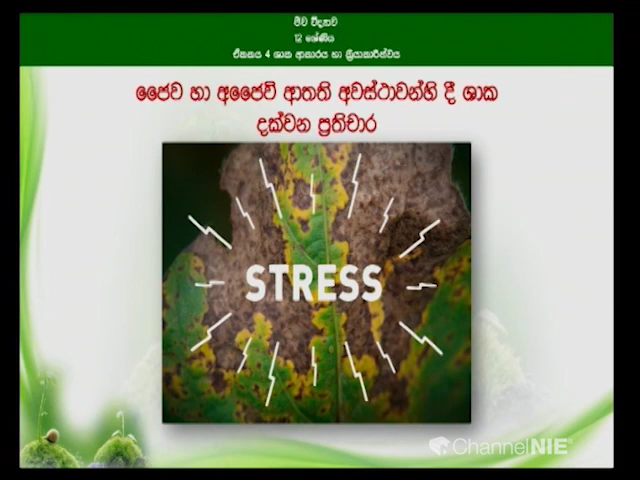 ජීව විද්‍යාව
12 ශ්‍රේණිය
ඒකකය 4 ශාක ආකාරය හා ක්‍රියාකාරීත්වය
ජෛව හා අජෛව ආතති අවස්ථාවන්හි දී ශාක
දක්වන ප්‍රතිචාර
STRESS
ChannelNIE